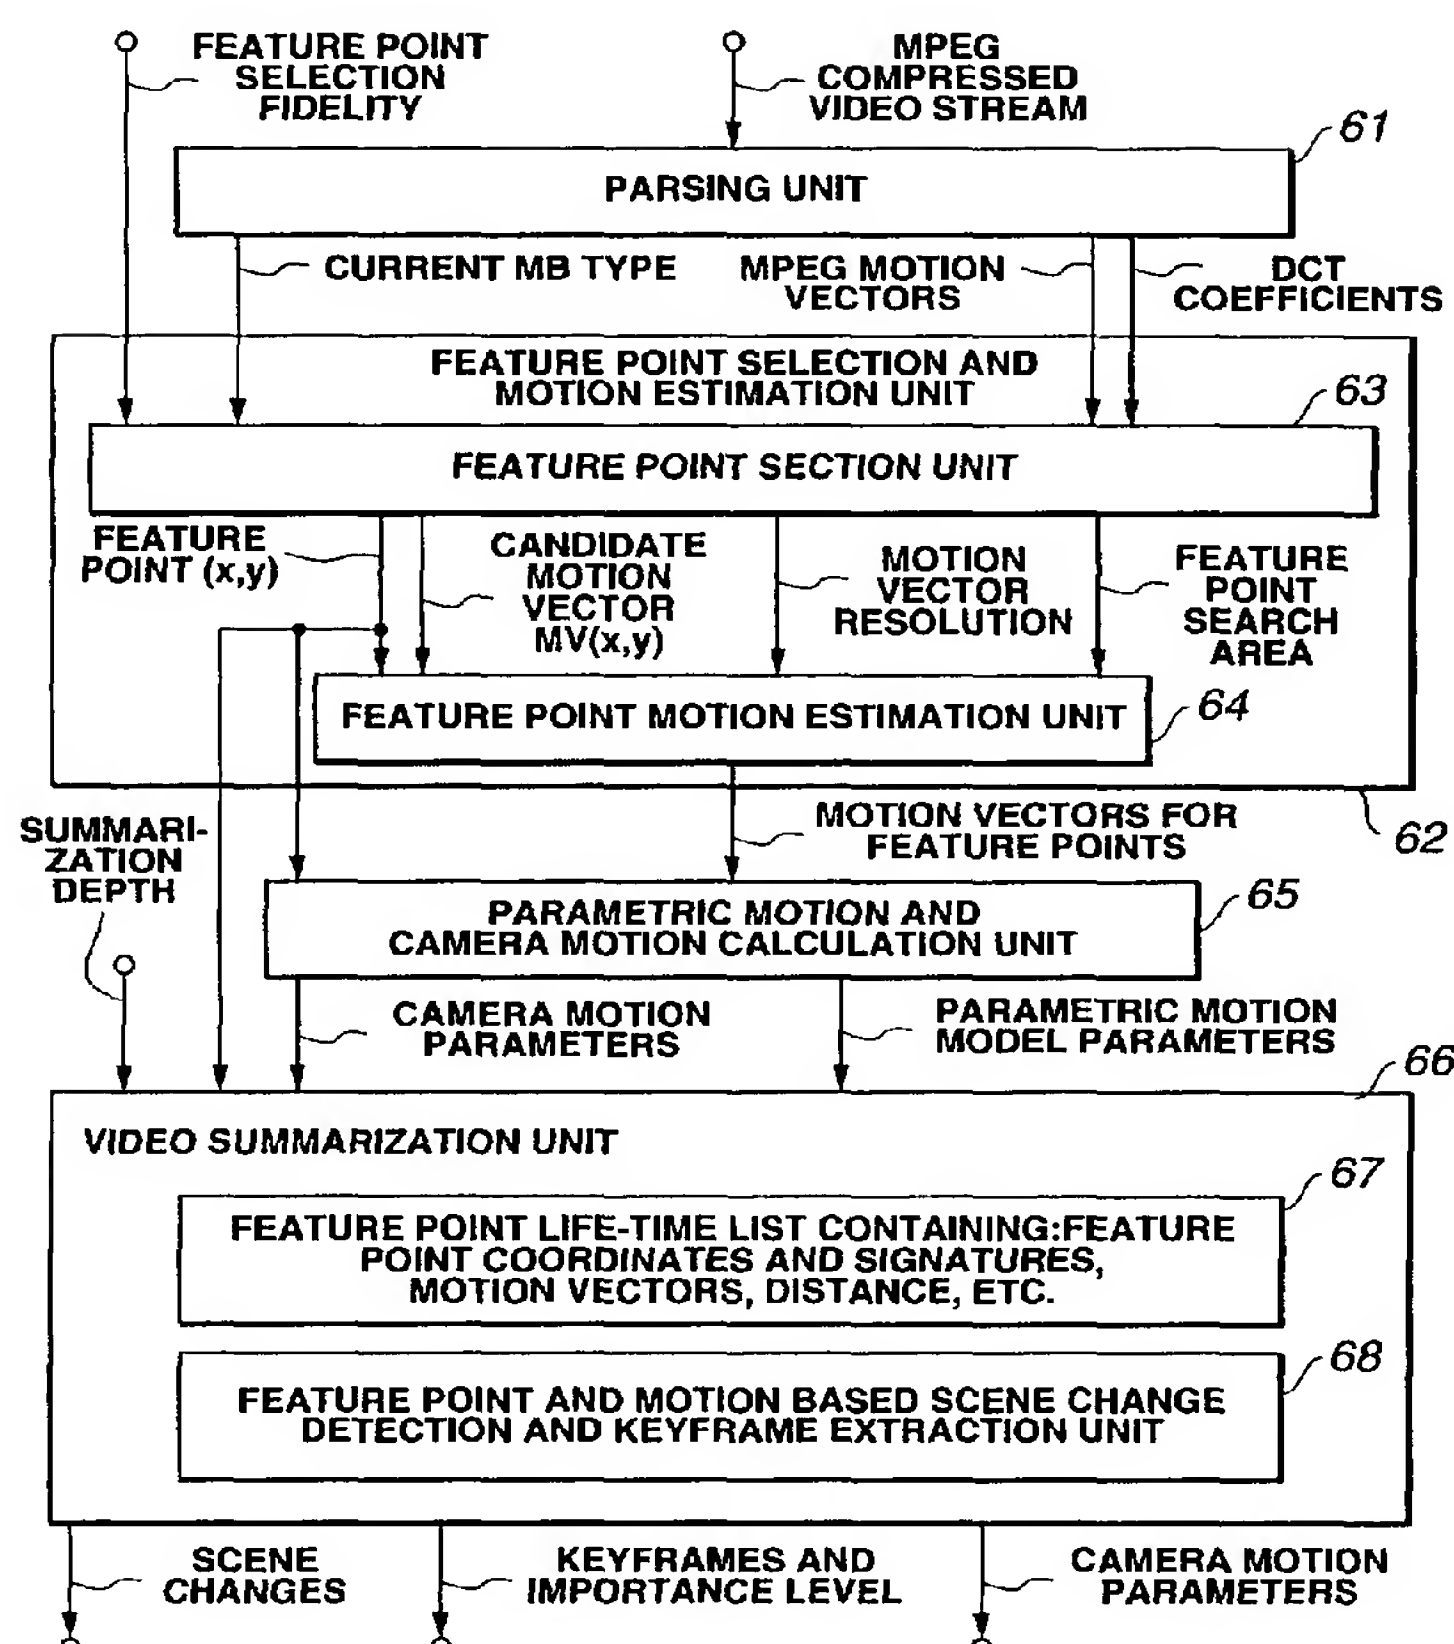 FEATURE POINT
SELECTION
FIDELITY
MPEG
COMPRESSED
VIDEO STREAM
61
PARSING UNIT
CURRENT MB TYPE
MPEG MOTION
VECTORS
DCT
COEFFICIENTS
FEATURE POINT SELECTION AND
MOTION ESTIMATION UNIT
63
FEATURE POINT SECTION UNIT
FEATURE
POINT (x,y)
CANDIDATE
MOTION
VECTOR
MV(x,y)
MOTION
VECTOR
RESOLUTION
FEATURE
POINT
SEARCH
AREA
FEATURE POINT MOTION ESTIMATION UNIT
64
62
SUMMARI-
ZATION
DEPTH
MOTION VECTORS FOR
FEATURE POINTS
65
PARAMETRIC MOTION AND
CAMERA MOTION CALCULATION UNIT
CAMERA MOTION
PARAMETERS
PARAMETRIC MOTION
MODEL PARAMETERS
66
VIDEO SUMMARIZATION UNIT
67
FEATURE POINT LIFE-TIME LIST CONTAINING:FEATURE
POINT COORDINATES AND SIGNATURES,
MOTION VECTORS, DISTANCE, ETC.
68
FEATURE POINT AND MOTION BASED SCENE CHANGE
DETECTION AND KEYFRAME EXTRACTION UNIT
SCENE
CHANGES
KEYFRAMES AND
IMPORTANCE LEVEL
CAMERA MOTION
PARAMETERS